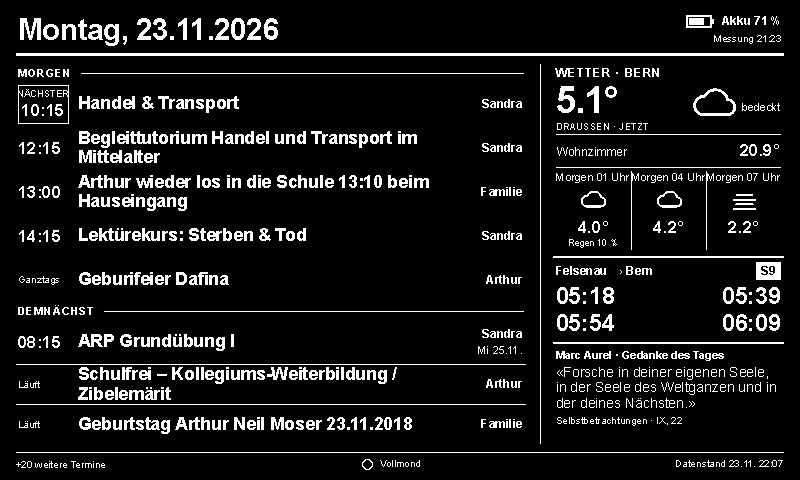 Montag, 23.11.2026
Akku 71 %
Messung 21:23
MORGEN
NÄCHSTER
10:15 Handel & Transport Sandra
12:15 Begleittutorium Handel und Transport im
Mittelalter Sandra
13:00 Arthur wieder los in die Schule 13:10 beim
Hauseingang Familie
14:15 Lektürekurs: Sterben & Tod Sandra
Ganztags Geburifeier Dafina Arthur
DEMNÄCHST
08:15 ARP Grundübung I Sandra
Mi 25.11.
Läuft Schulfrei – Kollegiums-Weiterbildung /
Zibelemärit Arthur
Läuft Geburtstag Arthur Neil Moser 23.11.2018 Familie
WETTER · BERN
5.1° bedeckt
DRAUSSEN · JETZT
Wohnzimmer 20.9°
Morgen 01 Uhr Morgen 04 Uhr Morgen 07 Uhr
4.0° 4.2° 2.2°
Regen 10 %
Felsenau › Bern S9
05:18 05:39
05:54 06:09
Marc Aurel · Gedanke des Tages
«Forsche in deiner eigenen Seele,
in der Seele des Weltganzen und in
der deines Nächsten.»
Selbstbetrachtungen · IX, 22
+20 weitere Termine Vollmond Datenstand 23.11. 22:07